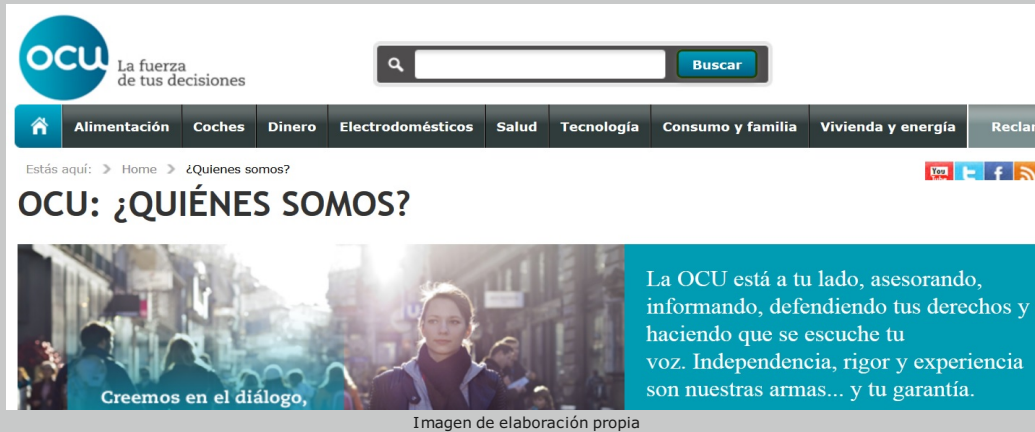 ocu
La fuerza
de tus decisiones
Buscar
Alimentación Coches Dinero Electrodomésticos Salud Tecnología Consumo y familia Vivienda y energía
Estás aquí: > Home > ¿Quienes somos?
You
OCU: ¿QUIÉNES SOMOS?
La OCU está a tu lado, asesorando,
informando, defendiendo tus derechos y
haciendo que se escuche tu
voz. Independencia, rigor y experiencia
son nuestras armas... y tu garantía.
Creemos en el diálogo,
Imagen de elaboración propia